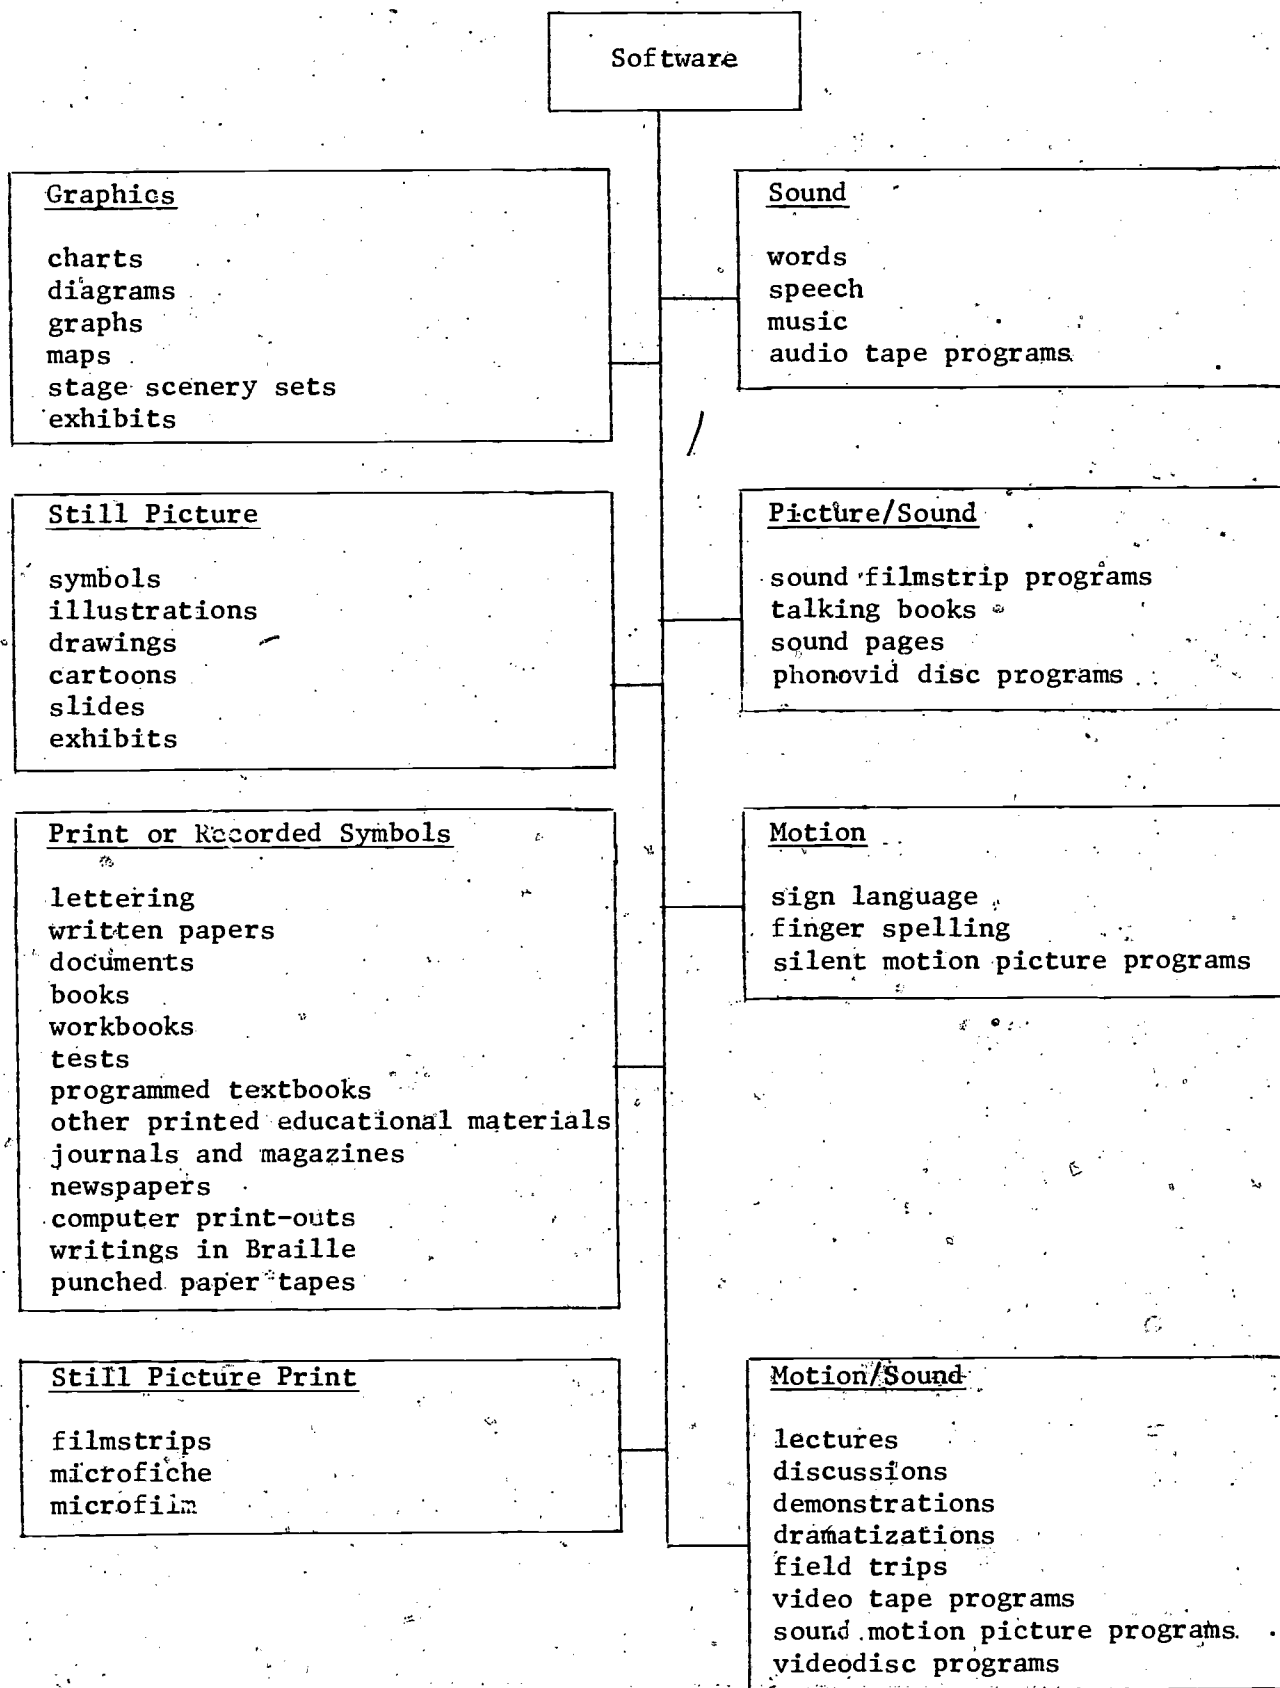 Software
Graphics
charts
diagrams
graphs
maps
stage scenery sets
exhibits
Still Picture
symbols
illustrations
drawings
cartoons
slides
exhibits
Print or Recorded Symbols
lettering
written papers
documents
books
workbooks
tests
programmed textbooks
other printed educational materials
journals and magazines
newspapers
computer print-outs
writings in Braille
punched paper tapes
Still Picture Print
filmstrips
microfiche
microfilm
Sound
words
speech
music
audio tape programs
Picture/Sound
sound filmstrip programs
talking books
sound pages
phonovid disc programs
Motion
sign language
finger spelling
silent motion picture programs
Motion/Sound
lectures
discussions
demonstrations
dramatizations
field trips
video tape programs
sound motion picture programs
videodisc programs